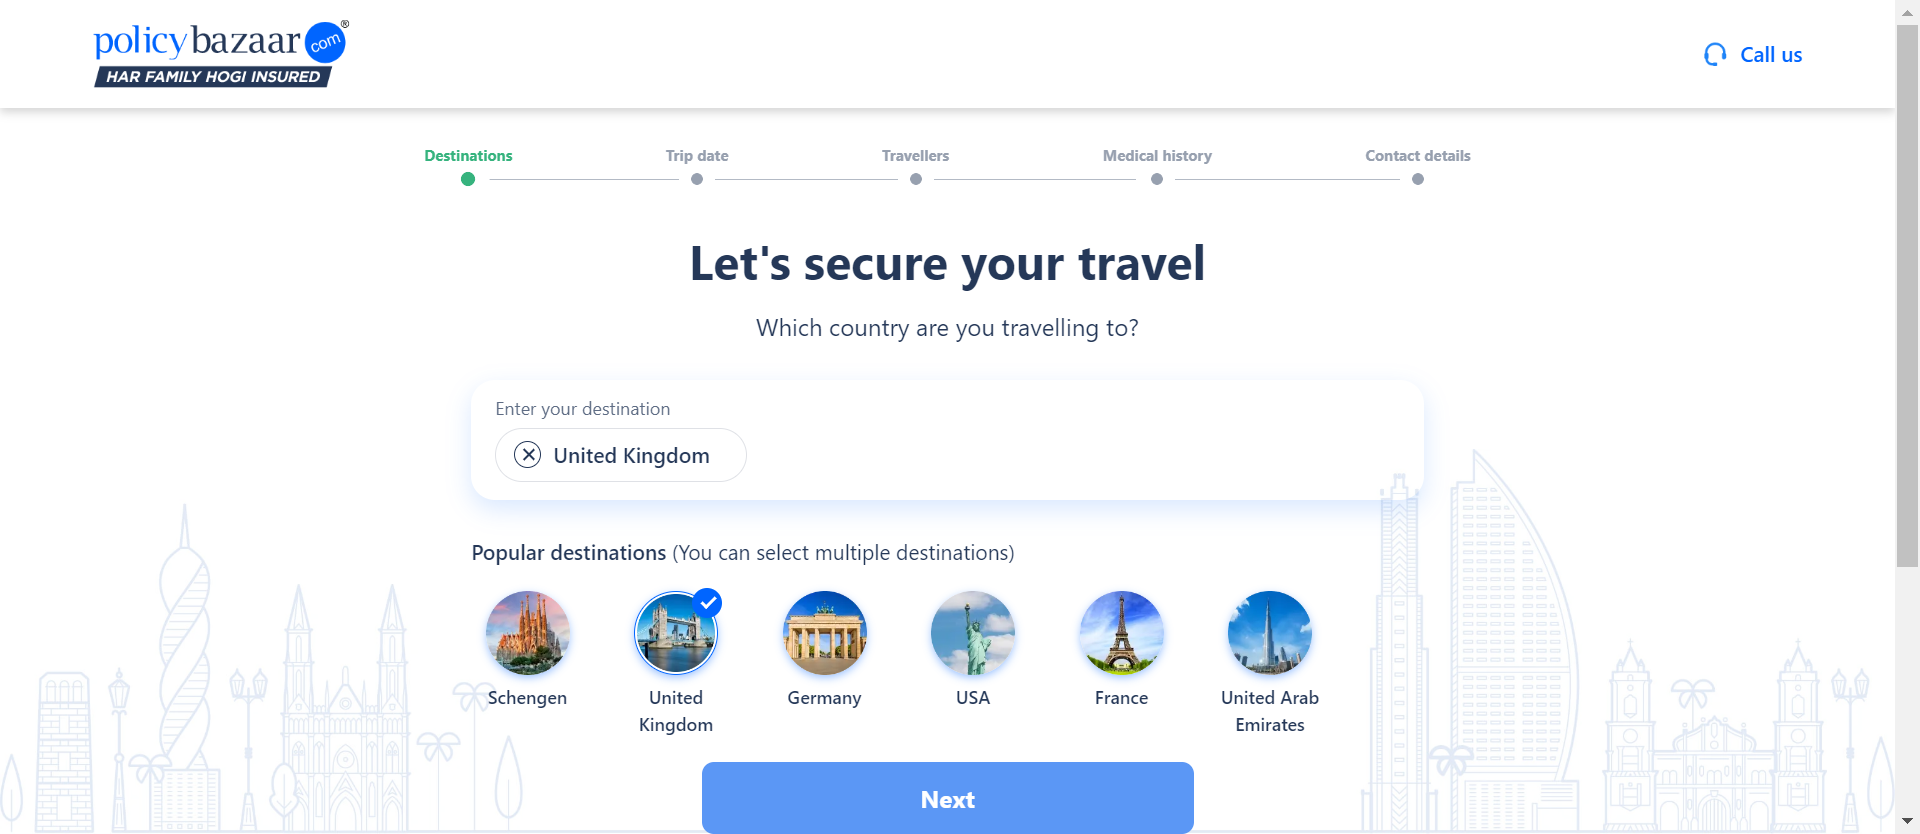 policybazaar com ®
HAR FAMILY HOGI INSURED
Call us
Destinations
Trip date
Travellers
Medical history
Contact details
Let's secure your travel
Which country are you travelling to?
Enter your destination
United Kingdom
Popular destinations (You can select multiple destinations)
Schengen
United
Kingdom
Germany
USA
France
United Arab
Emirates
Next